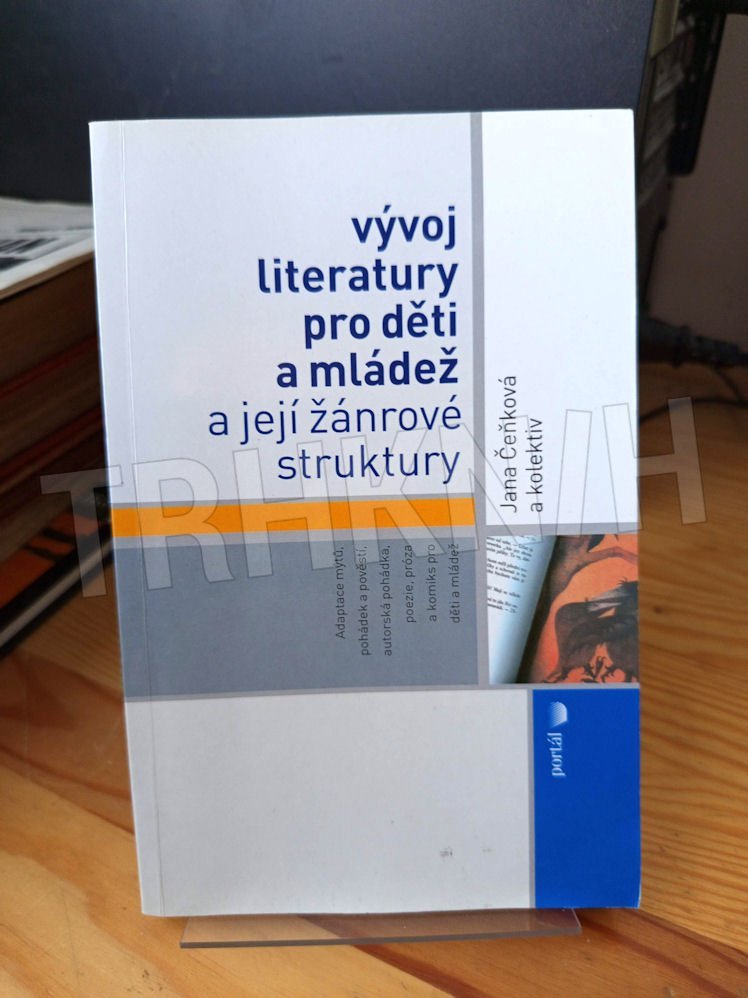 vývoj
literatury
pro děti
a mládež
a její žánrové
struktury
Jana Čeňková
a kolektiv
Adaptace mýtů,
pohádek a pověstí,
autorská pohádka,
poezie, próza
a komiks pro
děti a mládež
portál
TRHKNIH